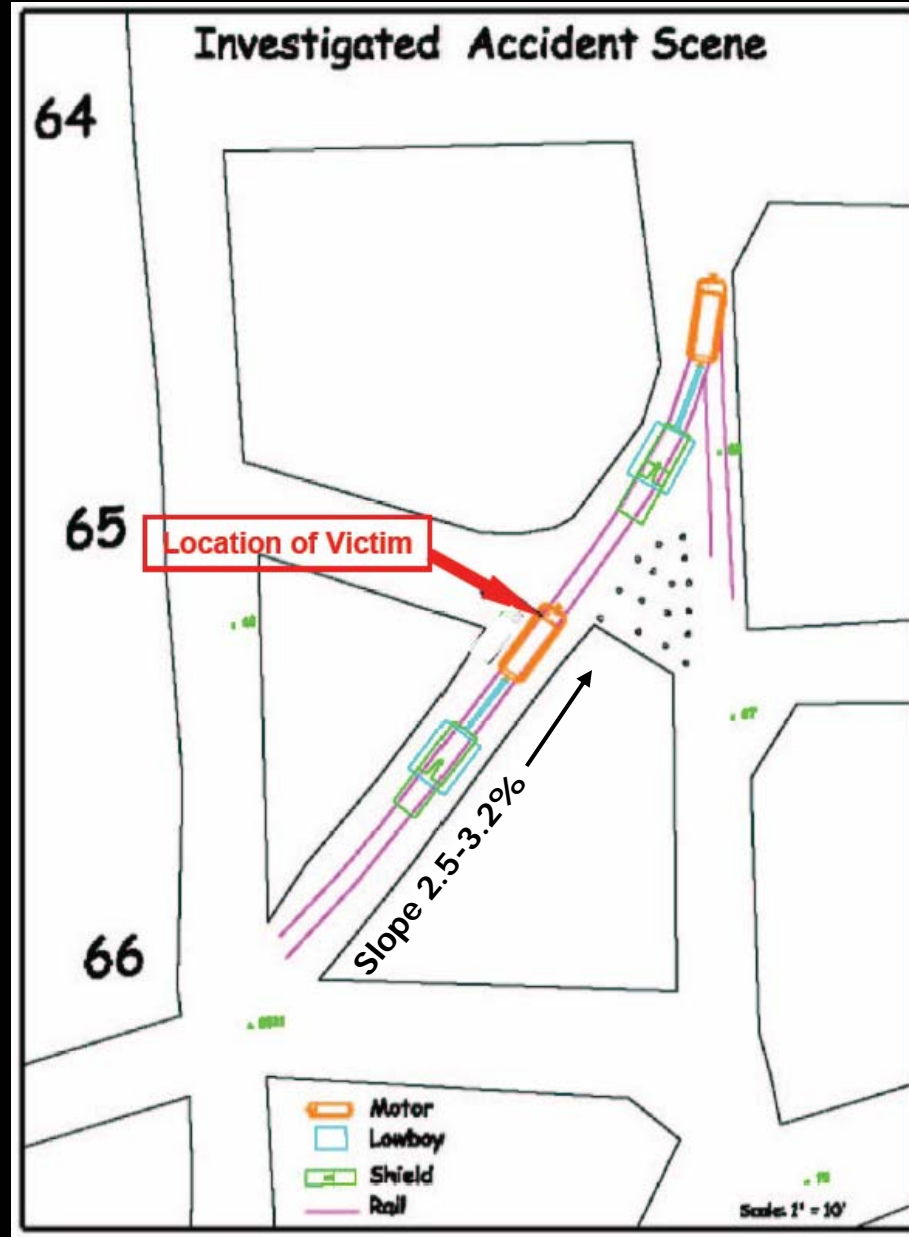 Investigated Accident Scene
64
65
Location of Victim
Slope 2.5-3.2%
66
67
Motor
Lowboy
Shield
Rail
Scale: 1" = 10'